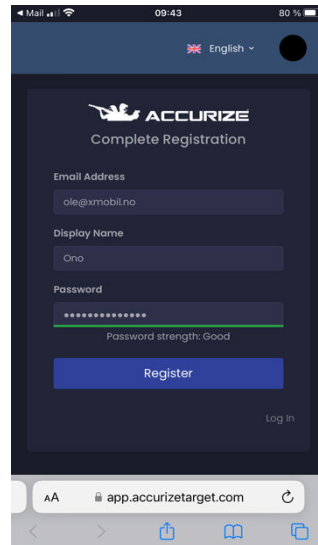 Mail 09:43 80 %
English
ACCURIZE
Complete Registration
Email Address
ole@xmobil.no
Display Name
Ono
Password
••••••••••••••
Password strength: Good
Register
Log In
AA app.accurizetarget.com